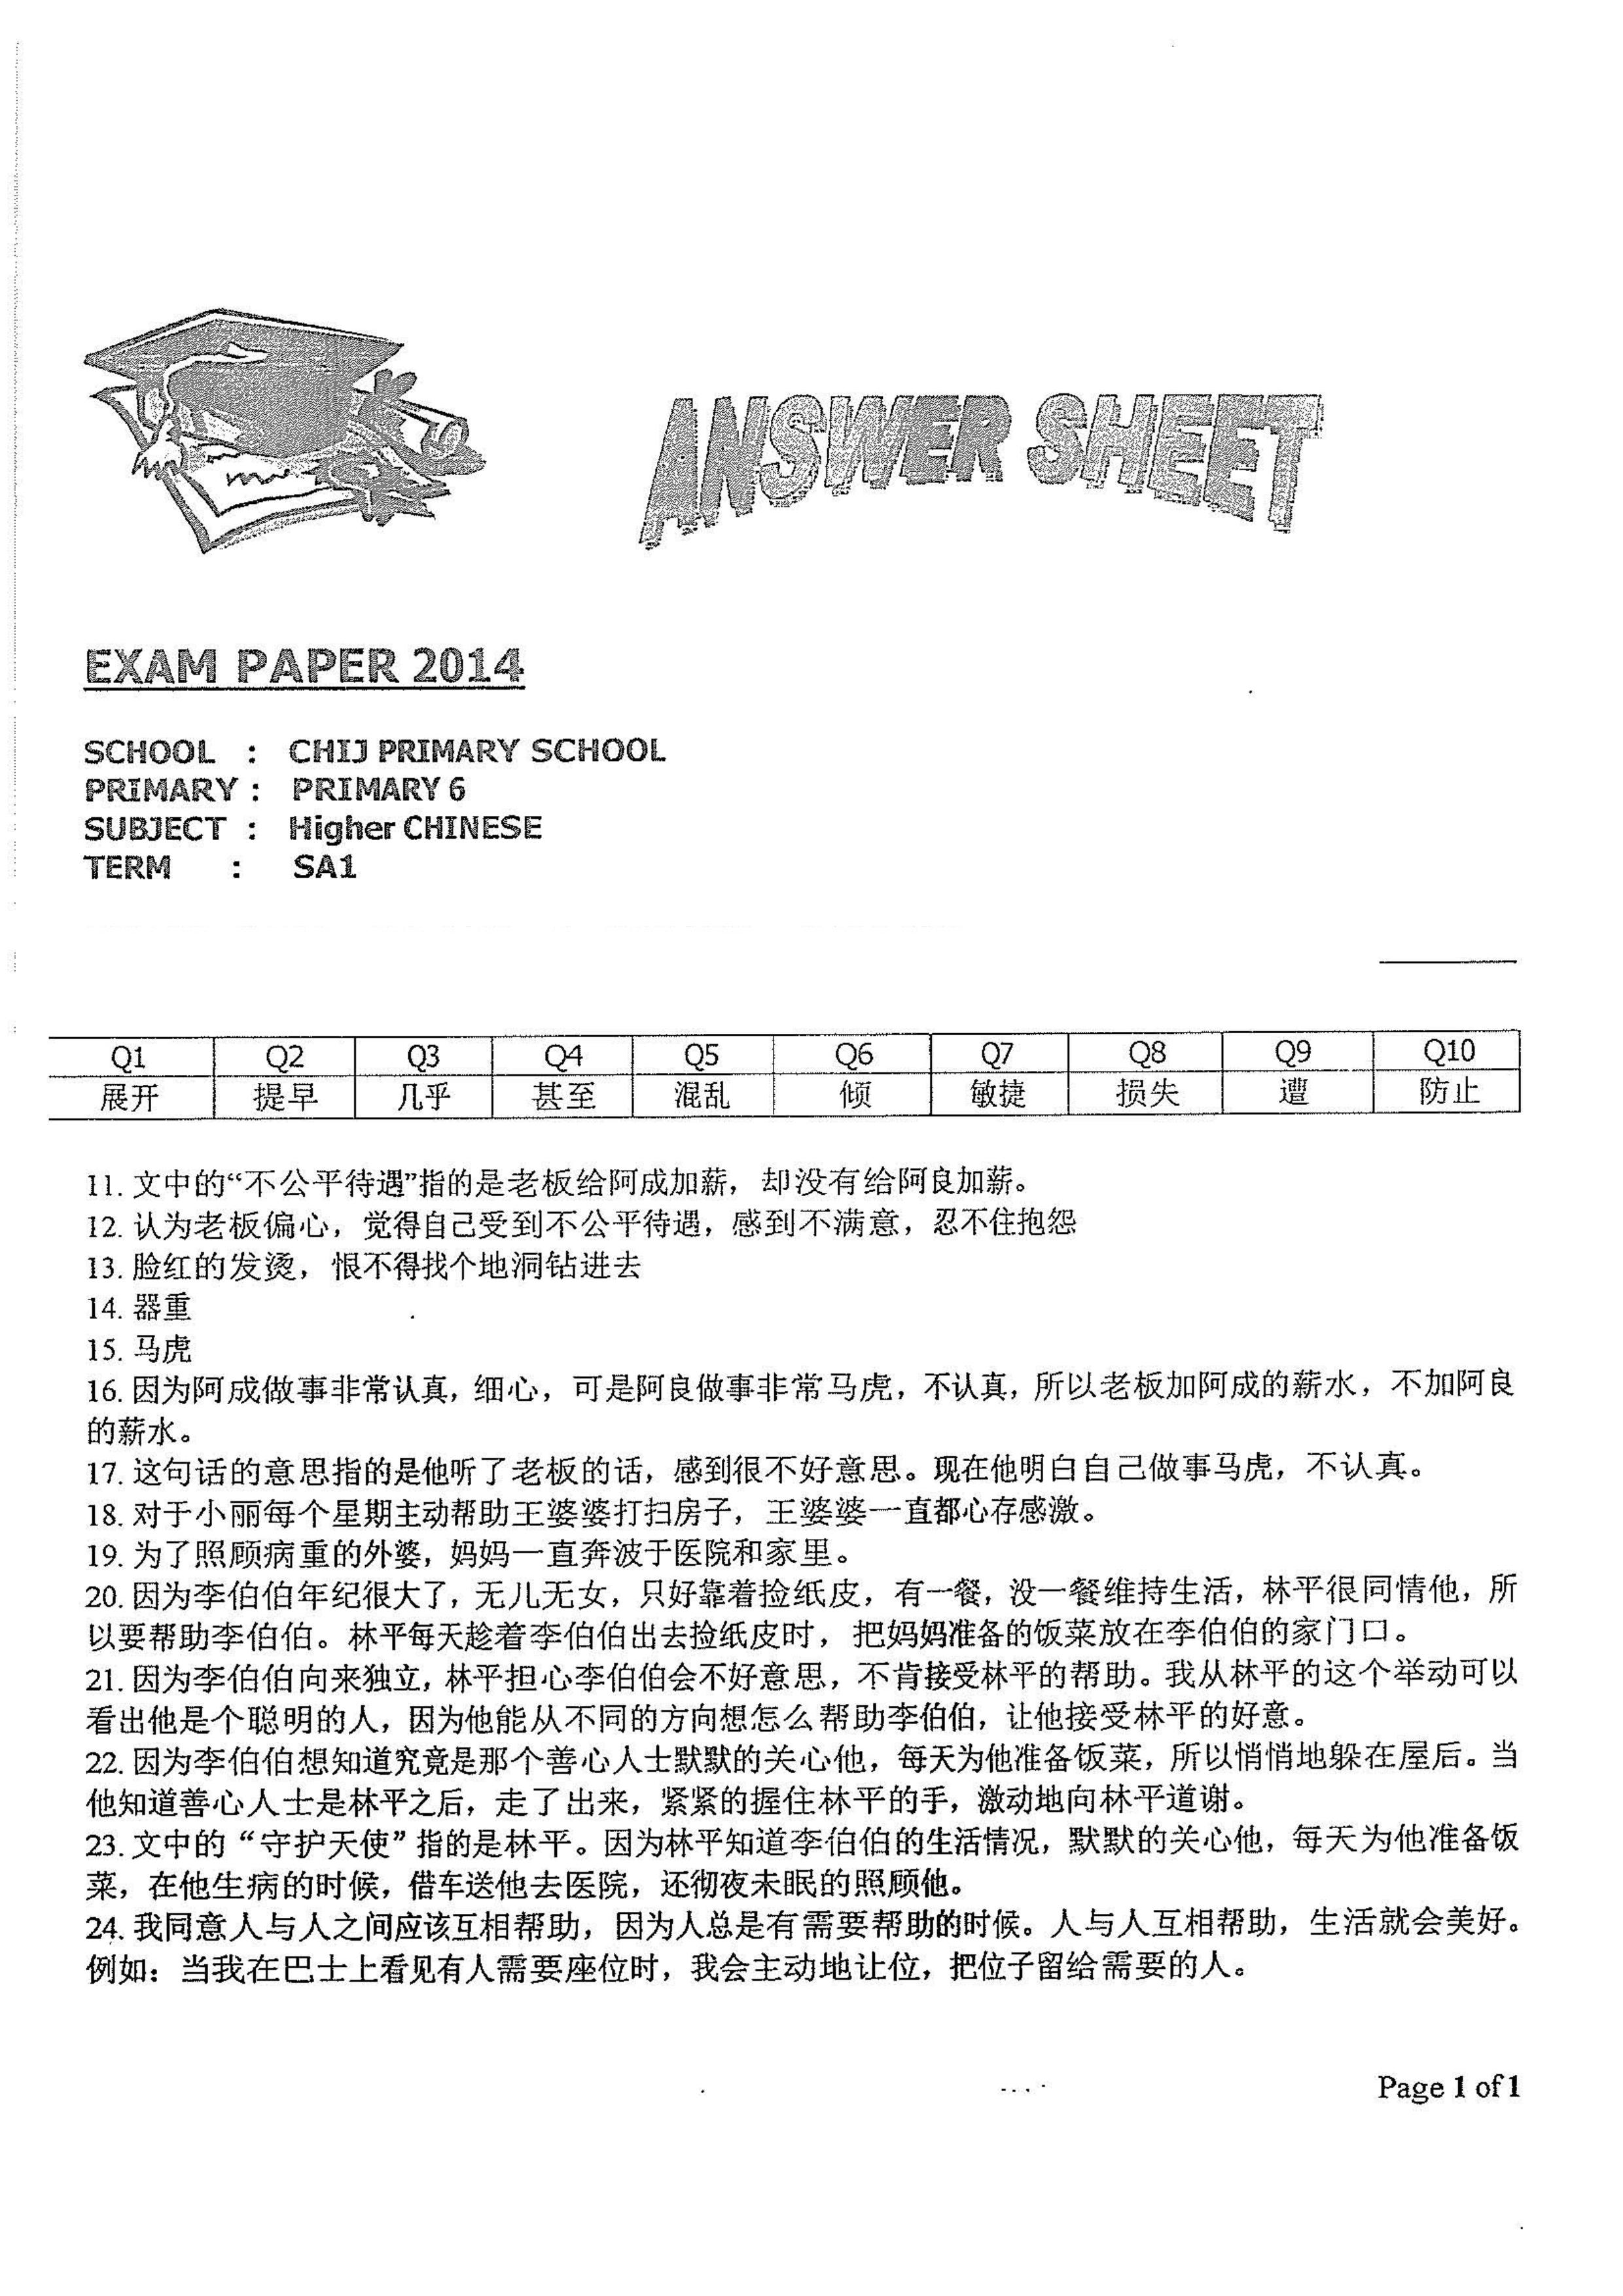 ANSWER SHEET
EXAM PAPER 2014
SCHOOL : CHIJ PRIMARY SCHOOL
PRIMARY : PRIMARY 6
SUBJECT : Higher CHINESE
TERM : SA1
Q1 Q2 Q3 Q4 Q5 Q6 Q7 Q8 Q9 Q10
展开 提早 几乎 甚至 混乱 倾 敏捷 损失 遭 防止
11. 文中的“不公平待遇”指的是老板给阿成加薪，却没有给阿良加薪。
12. 认为老板偏心，觉得自己受到不公平待遇，感到不满意，忍不住抱怨
13. 脸红的发烫，恨不得找个地洞钻进去
14. 器重
15. 马虎
16. 因为阿成做事非常认真，细心，可是阿良做事非常马虎，不认真，所以老板加阿成的薪水，不加阿良
的薪水。
17. 这句话的意思指的是他听了老板的话，感到很不好意思。现在他明白自己做事马虎，不认真。
18. 对于小丽每个星期主动帮助王婆婆打扫房子，王婆婆一直都心存感激。
19. 为了照顾病重的外婆，妈妈一直奔波于医院和家里。
20. 因为李伯伯年纪很大了，无儿无女，只好靠着捡纸皮，有一餐，没一餐维持生活，林平很同情他，所
以要帮助李伯伯。林平每天趁着李伯伯出去捡纸皮时，把妈妈准备的饭菜放在李伯伯的家门口。
21. 因为李伯伯向来独立，林平担心李伯伯会不好意思，不肯接受林平的帮助。我从林平的这个举动可以
看出他是个聪明的人，因为他能从不同的方向想怎么帮助李伯伯，让他接受林平的好意。
22. 因为李伯伯想知道究竟是那个善心人士默默的关心他，每天为他准备饭菜，所以悄悄地躲在屋后。当
他知道善心人士是林平之后，走了出来，紧紧的握住林平的手，激动地向林平道谢。
23. 文中的“守护天使”指的是林平。因为林平知道李伯伯的生活情况，默默的关心他，每天为他准备饭
菜，在他生病的时候，借车送他去医院，还彻夜未眠的照顾他。
24. 我同意人与人之间应该互相帮助，因为人总是有需要帮助的时候。人与人互相帮助，生活就会美好。
例如：当我在巴士上看见有人需要座位时，我会主动地让位，把位子留给需要的人。
Page 1 of 1